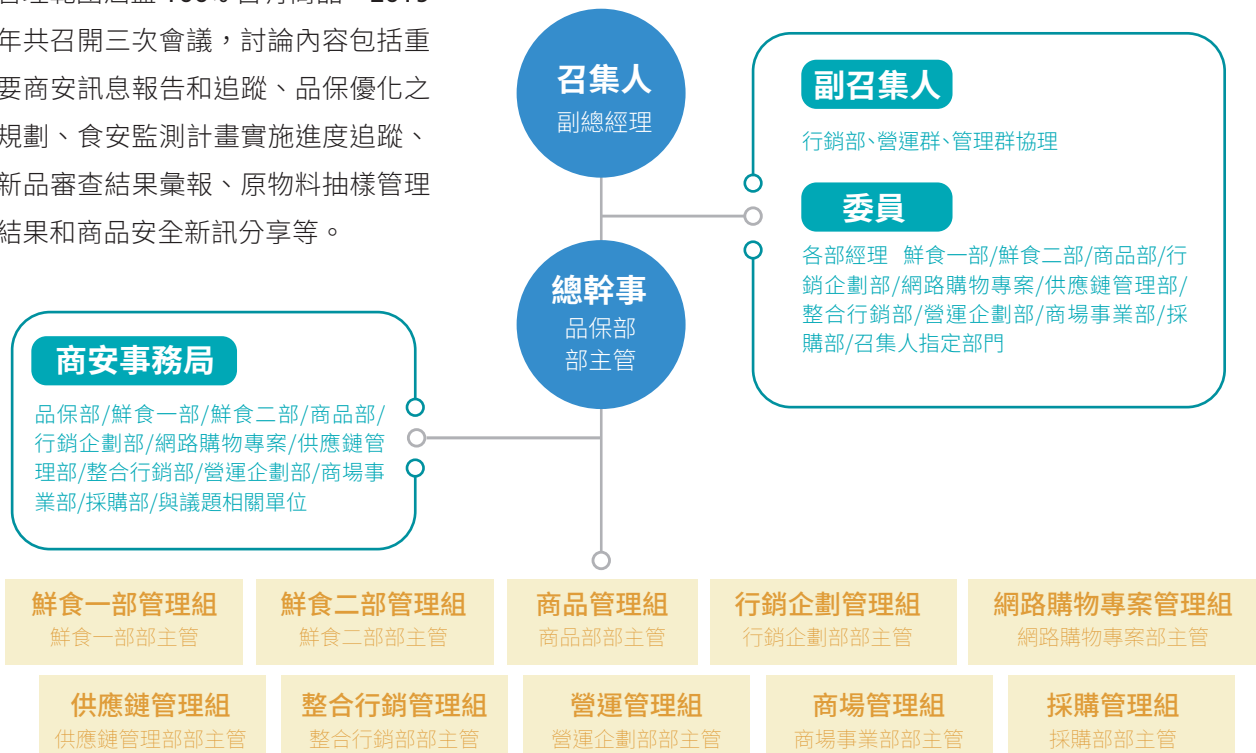 年共召開三次會議，討論內容包括重
要商安訊息報告和追蹤、品保優化之
規劃、食安監測計畫實施進度追蹤、
新品審查結果彙報、原物料抽樣管理
結果和商品安全新訊分享等。
召集人
副總經理
副召集人
行銷部、營運群、管理群協理
委員
各部經理 鮮食一部/鮮食二部/商品部/行
銷企劃部/網路購物專案/供應鏈管理部/
整合行銷部/營運企劃部/商場事業部/採
購部/召集人指定部門
總幹事
品保部
部主管
商安事務局
品保部/鮮食一部/鮮食二部/商品部/
行銷企劃部/網路購物專案/供應鏈管
理部/整合行銷部/營運企劃部/商場事
業部/採購部/與議題相關單位
鮮食一部管理組
鮮食一部部主管
鮮食二部管理組
鮮食二部部主管
商品管理組
商品部部主管
行銷企劃管理組
行銷企劃部部主管
網路購物專案管理組
網路購物專案部主管
供應鏈管理組
供應鏈管理部部主管
整合行銷管理組
整合行銷部部主管
營運管理組
營運企劃部部主管
商場管理組
商場事業部部主管
採購管理組
採購部部主管